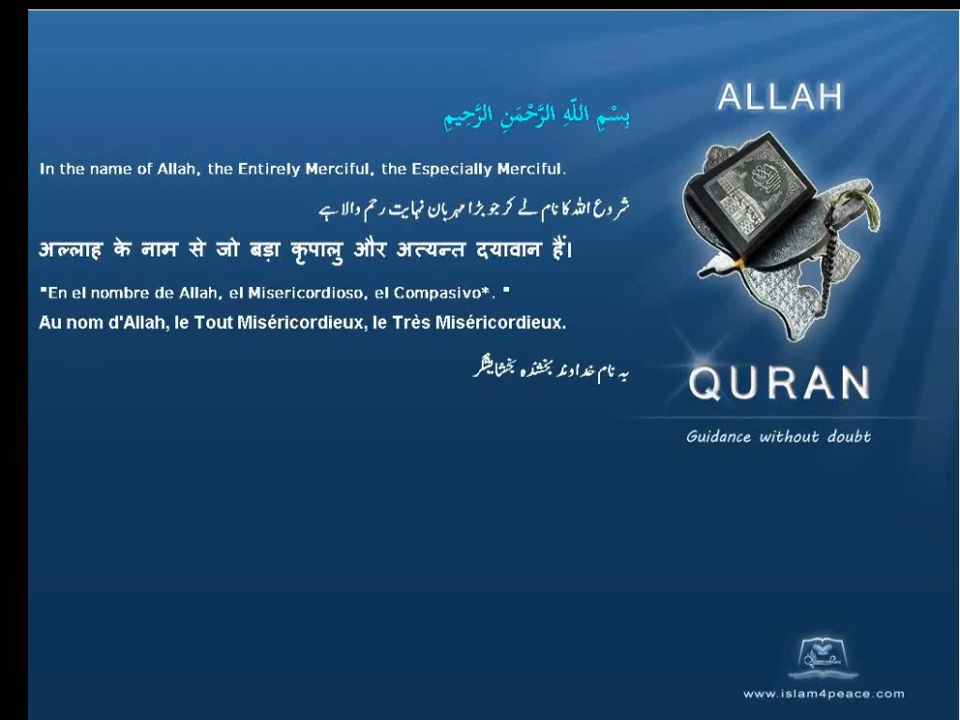 بِسْمِ اللَّهِ الرَّحْمَنِ الرَّحِيمِ
In the name of Allah, the Entirely Merciful, the Especially Merciful.
شروع الله کا نام لے کر جو بڑا مہربان نہایت رحم والا ہے
अल्लाह के नाम से जो बड़ा कृपालु और अत्यन्त दयावान हैं।
"En el nombre de Allah, el Misericordioso, el Compasivo*. "
Au nom d'Allah, le Tout Miséricordieux, le Très Miséricordieux.
به نام خداوند بخشنده بخشایشگر
ALLAH
QURAN
Guidance without doubt
www.islam4peace.com